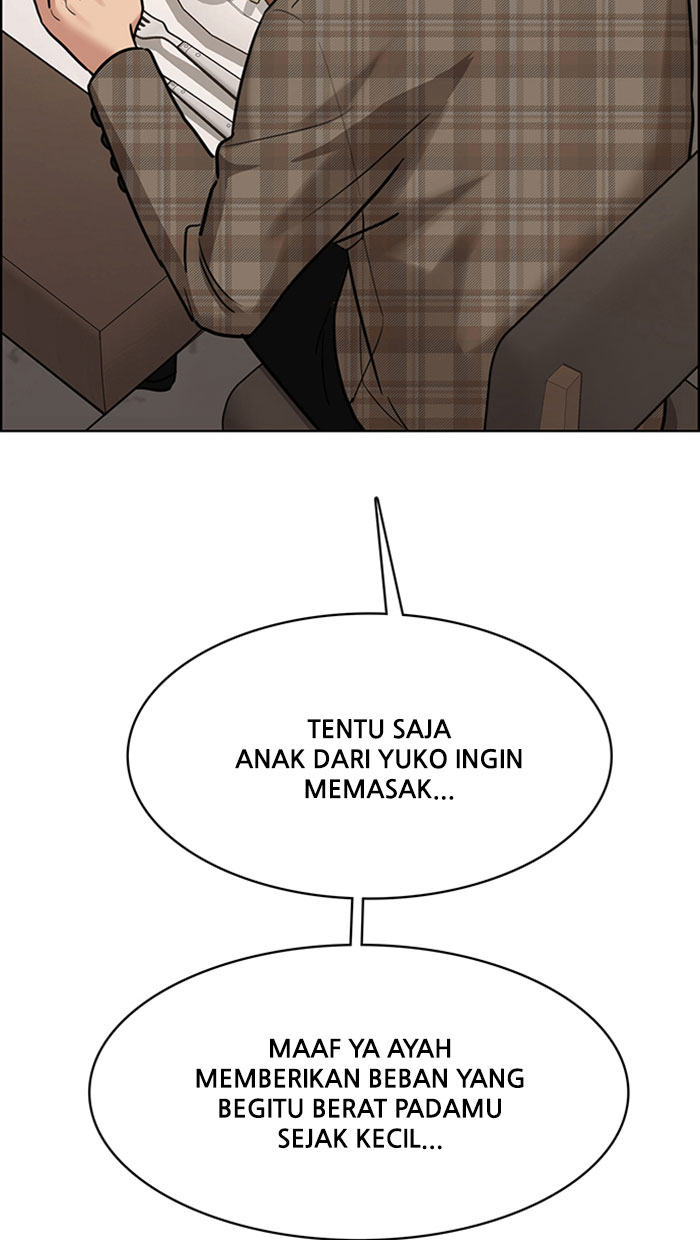 TENTU SAJA
ANAK DARI YUKO INGIN
MEMASAK...
MAAF YA AYAH
MEMBERIKAN BEBAN YANG
BEGITU BERAT PADAMU
SEJAK KECIL...